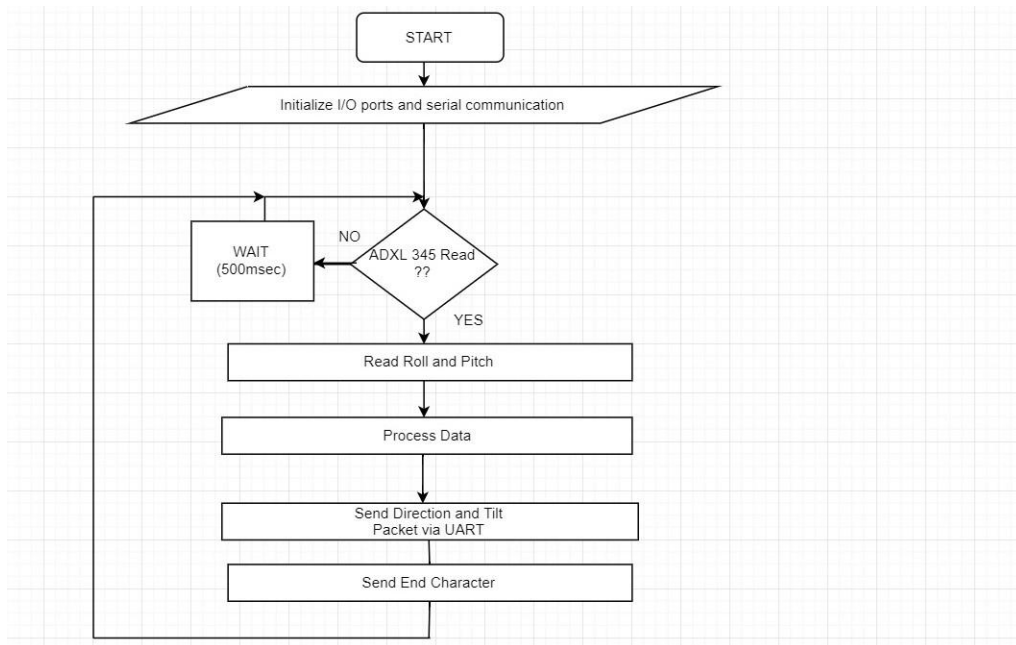 START
Initialize I/O ports and serial communication
NO
WAIT
(500msec)
ADXL 345 Read
??
YES
Read Roll and Pitch
Process Data
Send Direction and Tilt
Packet via UART
Send End Character